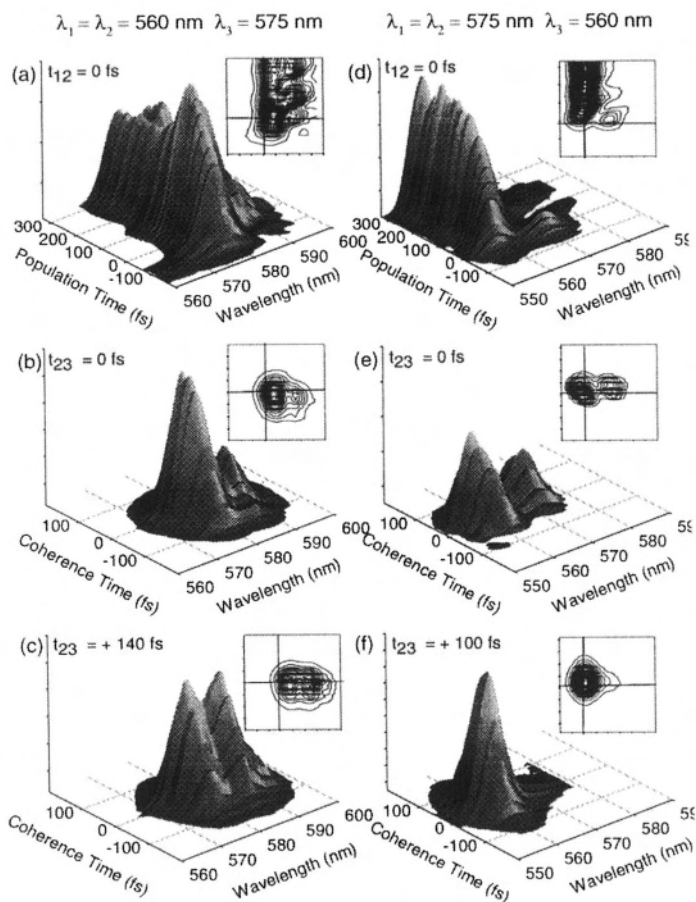 λ1 = λ2 = 560 nm λ3 = 575 nm
λ1 = λ2 = 575 nm λ3 = 560 nm
(a) t12 = 0 fs
300
200
100
0
-100
Population Time (fs)
560
570
580
590
600
Wavelength (nm)
(d) t12 = 0 fs
300
200
100
0
-100
Population Time (fs)
550
560
570
580
59
Wavelength (nm)
(b) t23 = 0 fs
100
0
-100
Coherence Time (fs)
560
570
580
590
600
Wavelength (nm)
(e) t23 = 0 fs
100
0
-100
Coherence Time (fs)
550
560
570
580
59
Wavelength (nm)
(c) t23 = + 140 fs
100
0
-100
Coherence Time (fs)
560
570
580
590
600
Wavelength (nm)
(f) t23 = + 100 fs
100
0
-100
Coherence Time (fs)
550
560
570
580
59
Wavelength (nm)